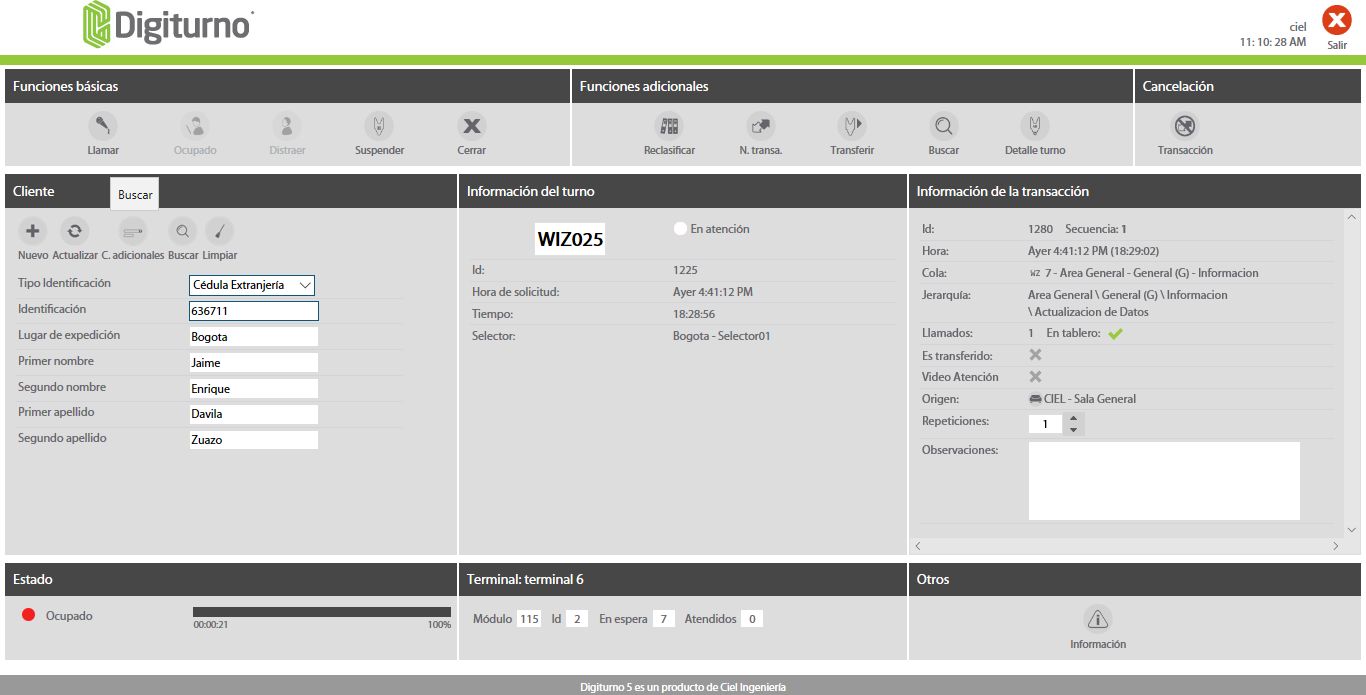 Digiturno
ciel
11: 10: 28 AM
Salir
Funciones básicas
Funciones adicionales
Cancelación
Llamar
Ocupado
Distraer
Suspender
Cerrar
Reclasificar
N. transa.
Transferir
Buscar
Detalle turno
Transacción
Cliente
Buscar
Nuevo Actualizar C. adicionales Buscar Limpiar
Tipo Identificación Cédula Extranjería
Identificación 636711
Lugar de expedición Bogota
Primer nombre Jaime
Segundo nombre Enrique
Primer apellido Davila
Segundo apellido Zuazo
Información del turno
WIZ025 En atención
Id: 1225
Hora de solicitud: Ayer 4:41:12 PM
Tiempo: 18:28:56
Selector: Bogota - Selector01
Información de la transacción
Id: 1280 Secuencia: 1
Hora: Ayer 4:41:12 PM (18:29:02)
Cola: WZ 7 - Area General - General (G) - Informacion
Jerarquía: Area General \ General (G) \ Informacion
\ Actualizacion de Datos
Llamados: 1 En tablero:
Es transferido:
Video Atención
Origen: CIEL - Sala General
Repeticiones: 1
Observaciones:
Estado
Ocupado
00:00:21 100%
Terminal: terminal 6
Módulo 115 Id 2 En espera 7 Atendidos 0
Otros
Información
Digiturno 5 es un producto de Ciel Ingeniería